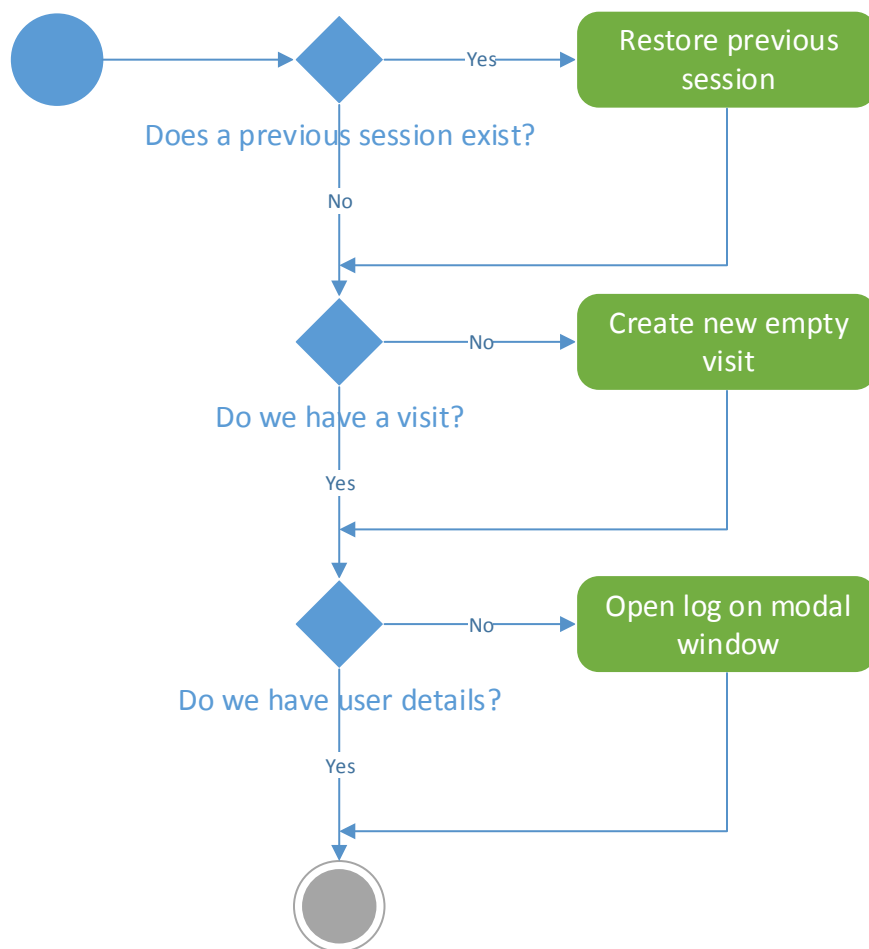 Yes
Restore previous
session
Does a previous session exist?
No
No
Create new empty
visit
Do we have a visit?
Yes
No
Open log on modal
window
Do we have user details?
Yes